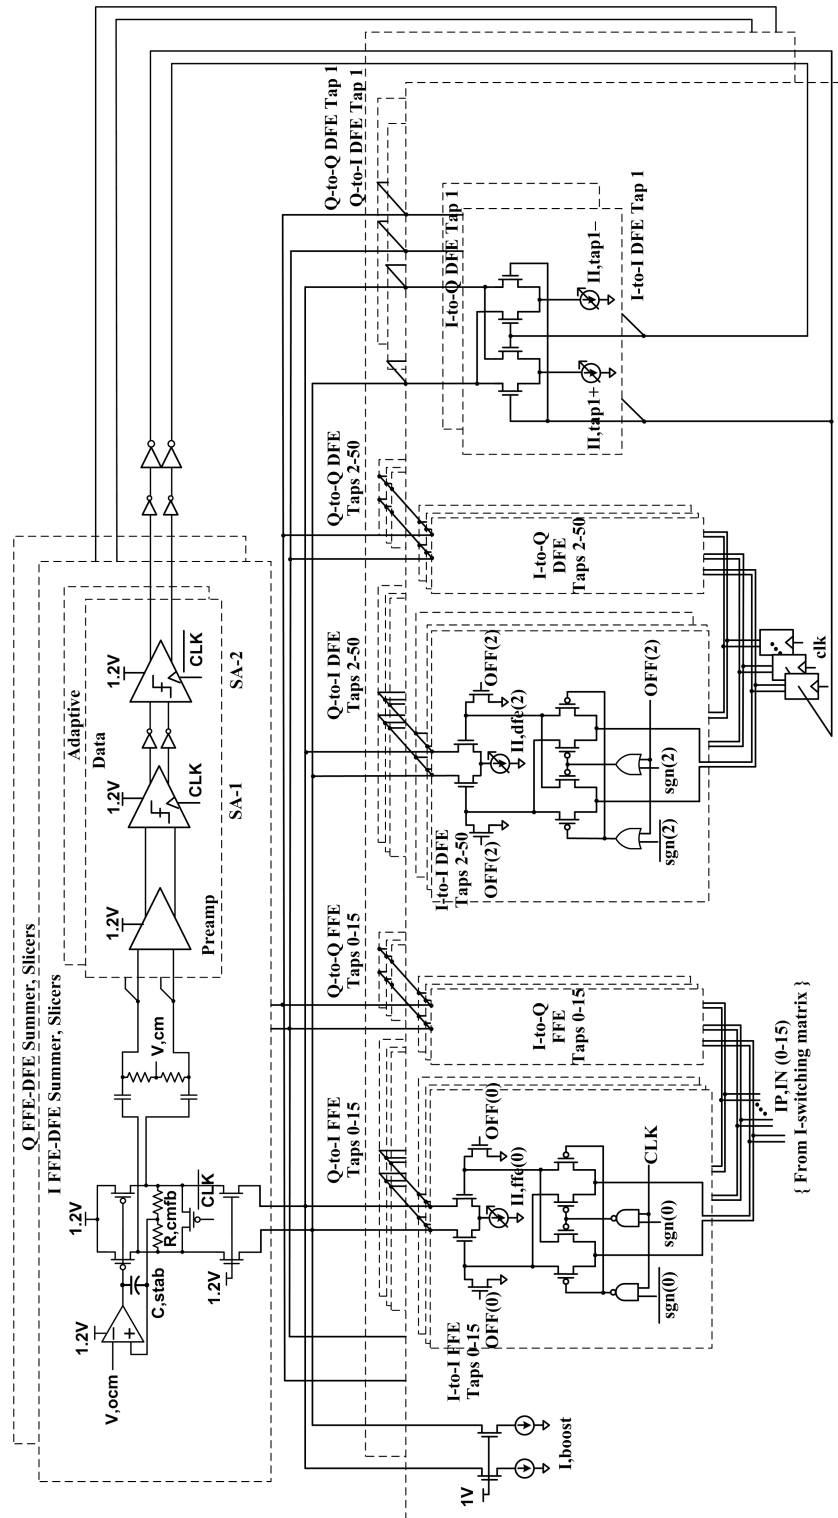 Q FFE-DFE Summer, Slicers
I FFE-DFE Summer, Slicers
Adaptive
Data
1.2V
1.2V
1.2V
Preamp
SA-1
SA-2
CLK
CLK
V,cm
1.2V
1.2V
V,ocm
C,stab
R,cmfb
CLK
1.2V
Q-to-I FFE
Taps 0-15
Q-to-Q FFE
Taps 0-15
Q-to-I DFE
Taps 2-50
Q-to-Q DFE
Taps 2-50
Q-to-Q DFE Tap 1
Q-to-I DFE Tap 1
1V
I,boost
I-to-I FFE
Taps 0-15
OFF(0)
OFF(0)
II,ffe(0)
sgn(0)
sgn(0)
CLK
I-to-Q
FFE
Taps 0-15
IP,IN (0-15)
{ From I-switching matrix }
I-to-I DFE
Taps 2-50
OFF(2)
OFF(2)
II,dfe(2)
sgn(2)
sgn(2)
OFF(2)
I-to-Q
DFE
Taps 2-50
clk
I-to-Q DFE Tap 1
II,tap1+
II,tap1−
I-to-I DFE Tap 1